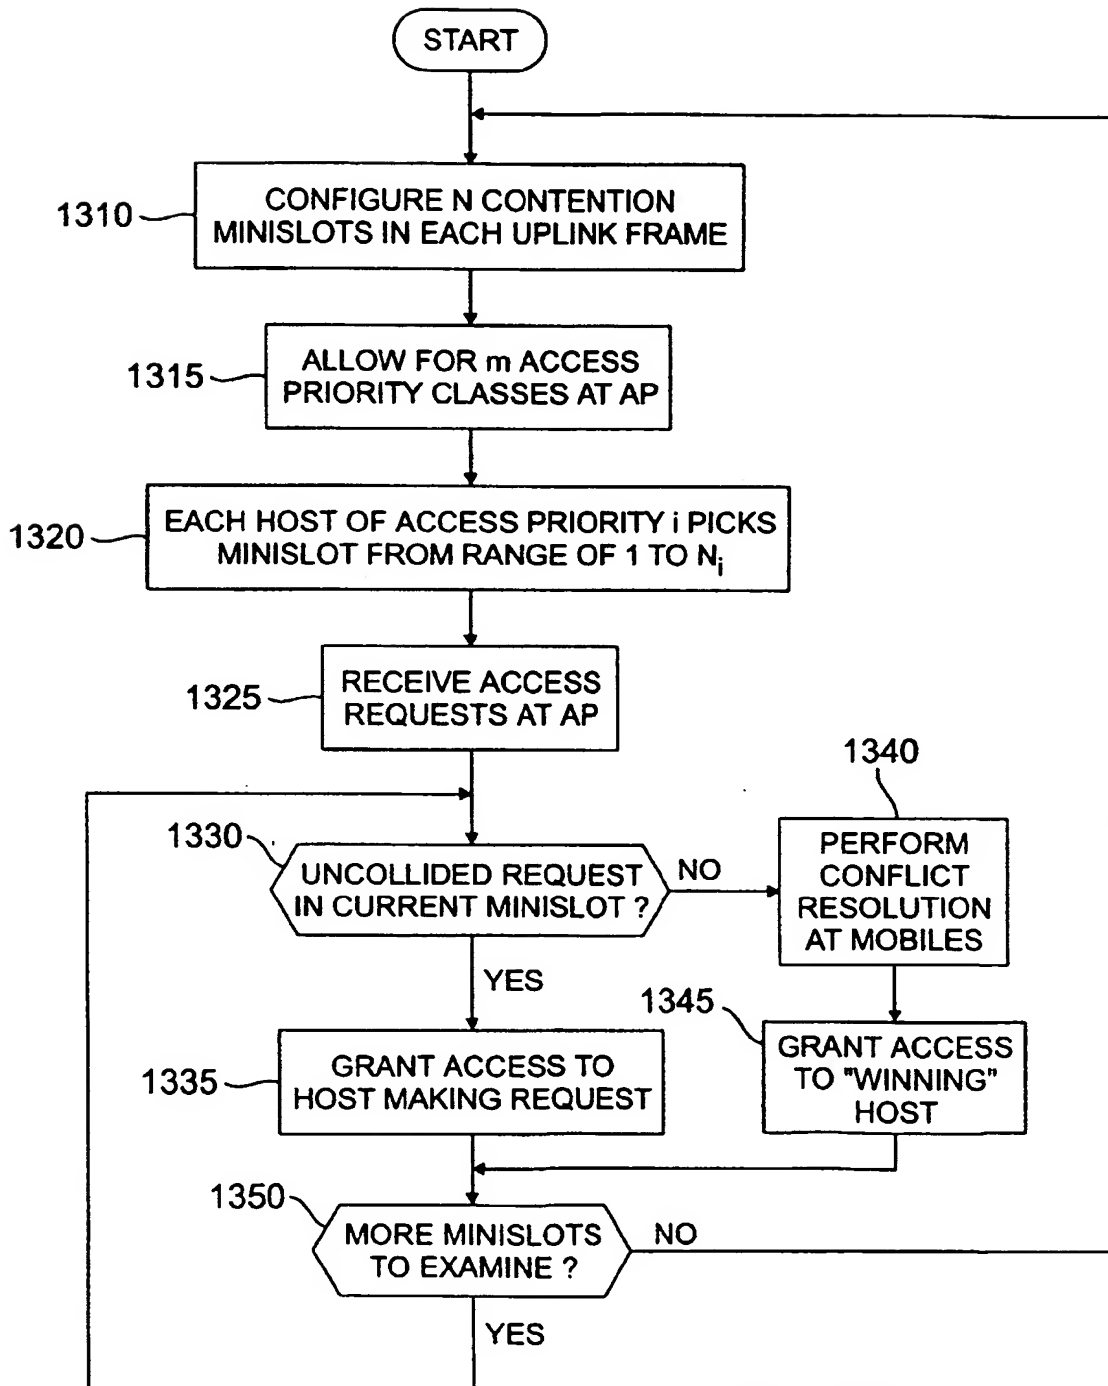 START
1310
CONFIGURE N CONTENTION
MINISLOTS IN EACH UPLINK FRAME
1315
ALLOW FOR m ACCESS
PRIORITY CLASSES AT AP
1320
EACH HOST OF ACCESS PRIORITY i PICKS
MINISLOT FROM RANGE OF 1 TO Ni
1325
RECEIVE ACCESS
REQUESTS AT AP
1330
UNCOLLIDED REQUEST
IN CURRENT MINISLOT ?
NO
1340
PERFORM
CONFLICT
RESOLUTION
AT MOBILES
YES
1335
GRANT ACCESS TO
HOST MAKING REQUEST
1345
GRANT ACCESS
TO "WINNING"
HOST
1350
MORE MINISLOTS
TO EXAMINE ?
NO
YES